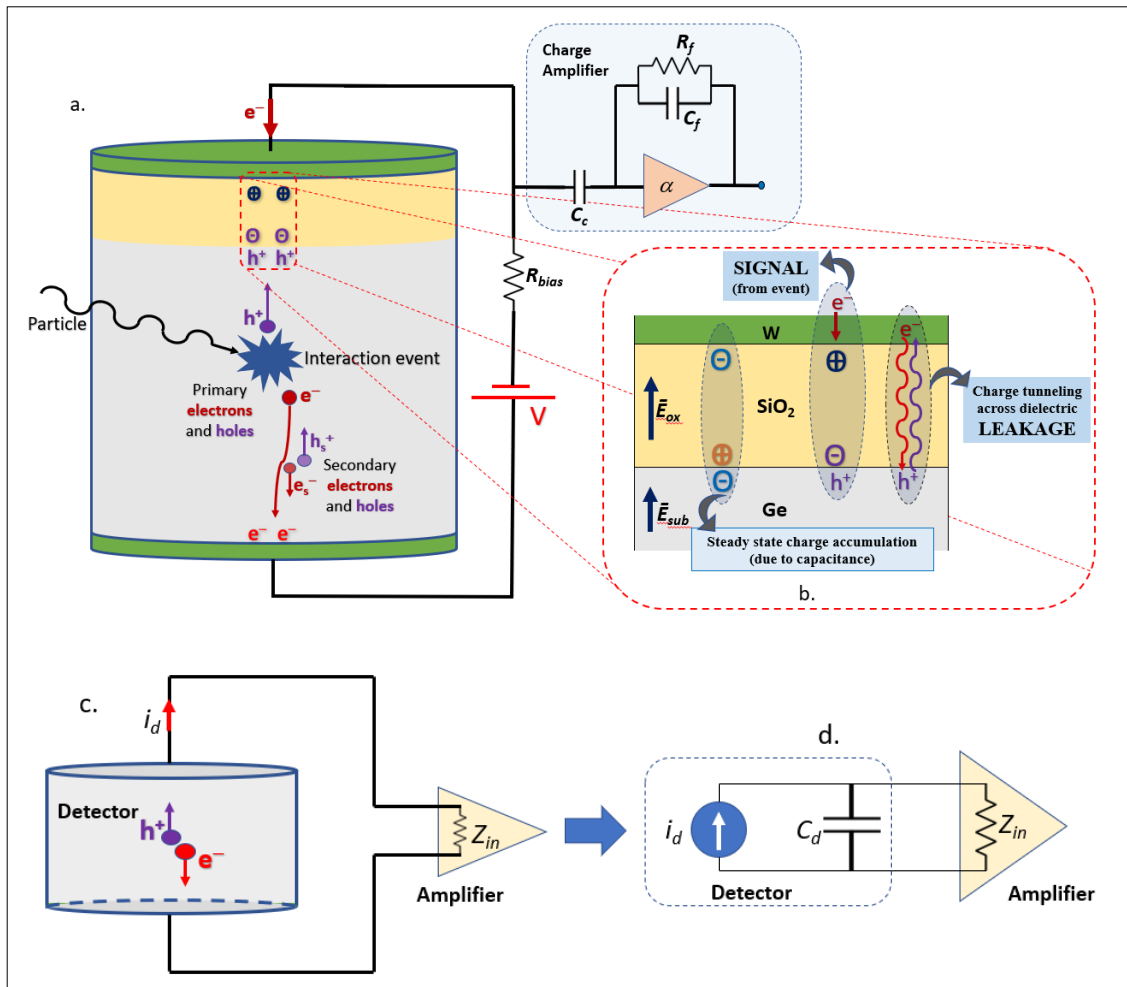 a.
e⁻
⊕ ⊕
Θ Θ
h⁺ h⁺
h⁺
Particle
Interaction event
Primary
electrons
and holes
e⁻
hₛ⁺
eₛ⁻
Secondary
electrons
and holes
e⁻ e⁻
R_bias
V
Charge
Amplifier
R_f
C_f
C_c
α
SIGNAL
(from event)
e⁻
W
e⁻
Θ
⊕
Ē_ox
SiO₂
Charge tunneling
across dielectric
LEAKAGE
⊕
Θ
Θ
h⁺
h⁺
Ē_sub
Ge
Steady state charge accumulation
(due to capacitance)
b.
c.
i_d
Detector
h⁺
e⁻
Z_in
Amplifier
d.
i_d
C_d
Z_in
Detector
Amplifier